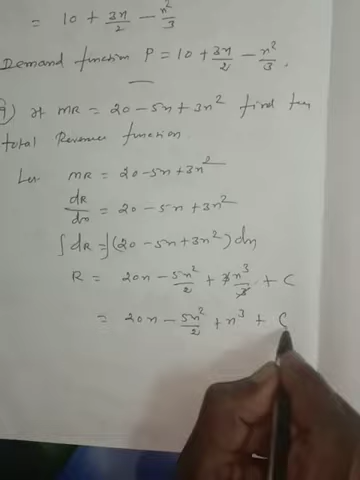 = 10 + 3x/2 - x²/3
Demand function P = 10 + 3x/2 - x²/3.
9) If MR = 20 - 5x + 3x² find the
total Revenue function.
Let MR = 20 - 5x + 3x²
dR/dx = 20 - 5x + 3x²
∫dR = ∫(20 - 5x + 3x²) dx
R = 20x - 5x²/2 + 3x³/3 + C
= 20x - 5x²/2 + x³ + C